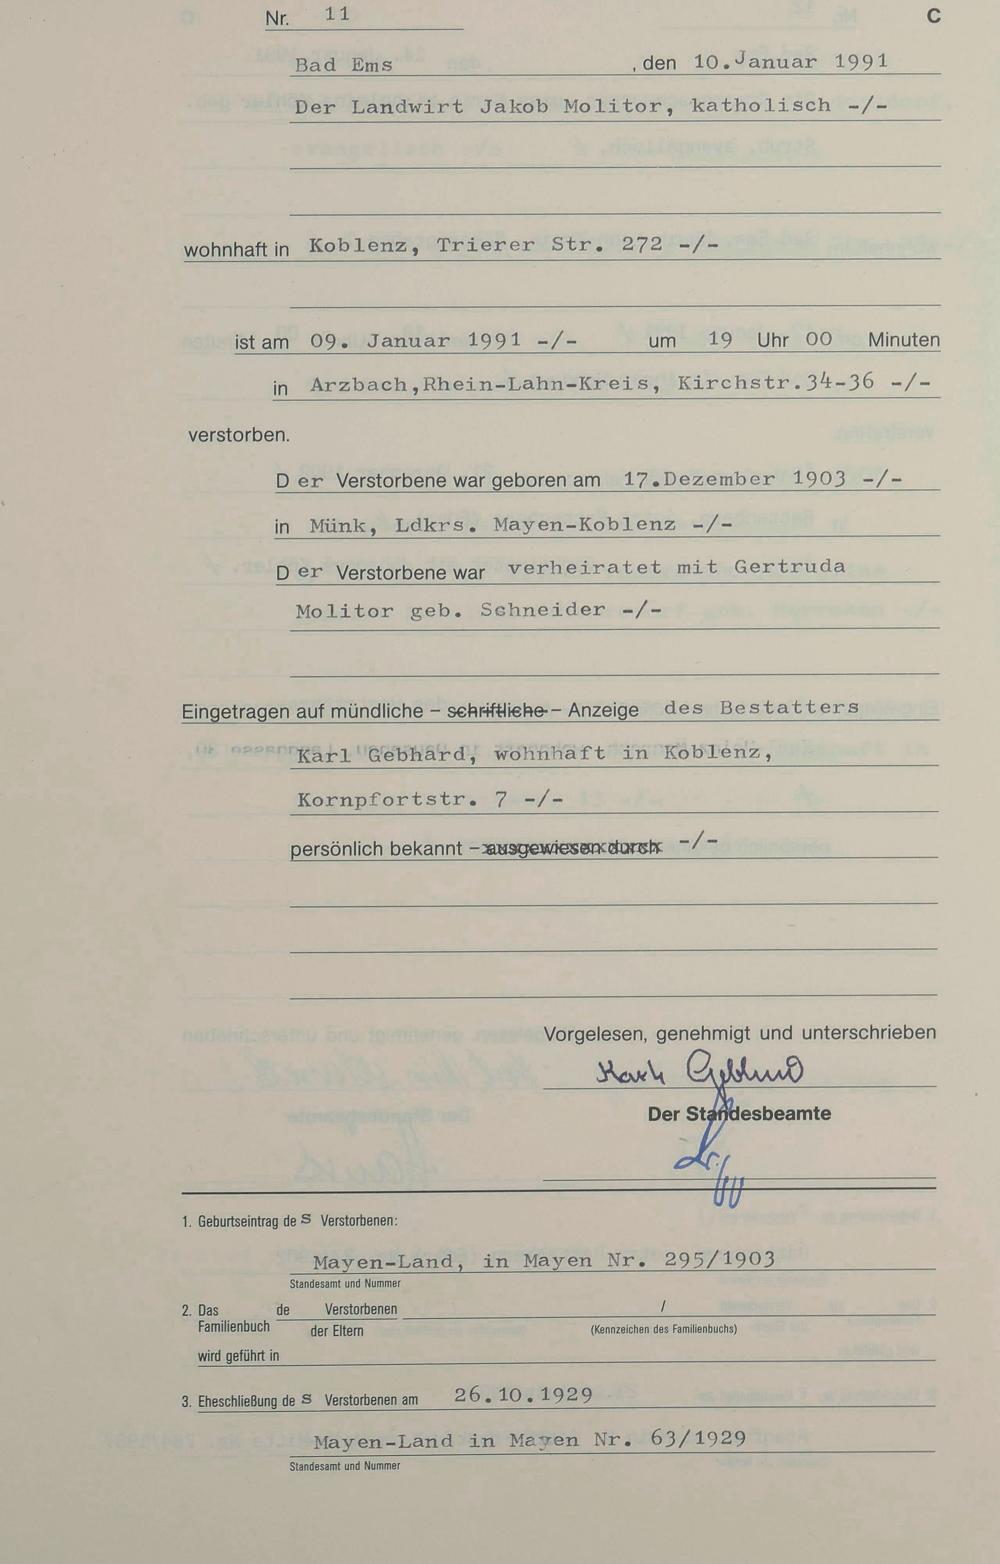 Nr. 11 C
Bad Ems , den 10.Januar 1991
Der Landwirt Jakob Molitor, katholisch -/-
wohnhaft in Koblenz, Trierer Str. 272 -/-
ist am 09. Januar 1991 -/- um 19 Uhr 00 Minuten
in Arzbach,Rhein-Lahn-Kreis, Kirchstr.34-36 -/-
verstorben.
D er Verstorbene war geboren am 17.Dezember 1903 -/-
in Münk, Ldkrs. Mayen-Koblenz -/-
D er Verstorbene war verheiratet mit Gertruda
Molitor geb. Schneider -/-
Eingetragen auf mündliche – schriftliche – Anzeige des Bestatters
Karl Gebhard, wohnhaft in Koblenz,
Kornpfortstr. 7 -/-
persönlich bekannt – ausgewiesen durch -/-
Vorgelesen, genehmigt und unterschrieben
Karl Gebhard
Der Standesbeamte
1. Geburtseintrag de s Verstorbenen:
Mayen-Land, in Mayen Nr. 295/1903
Standesamt und Nummer
2. Das de Verstorbenen /
Familienbuch der Eltern (Kennzeichen des Familienbuchs)
wird geführt in
3. Eheschließung de s Verstorbenen am 26.10.1929
Mayen-Land in Mayen Nr. 63/1929
Standesamt und Nummer